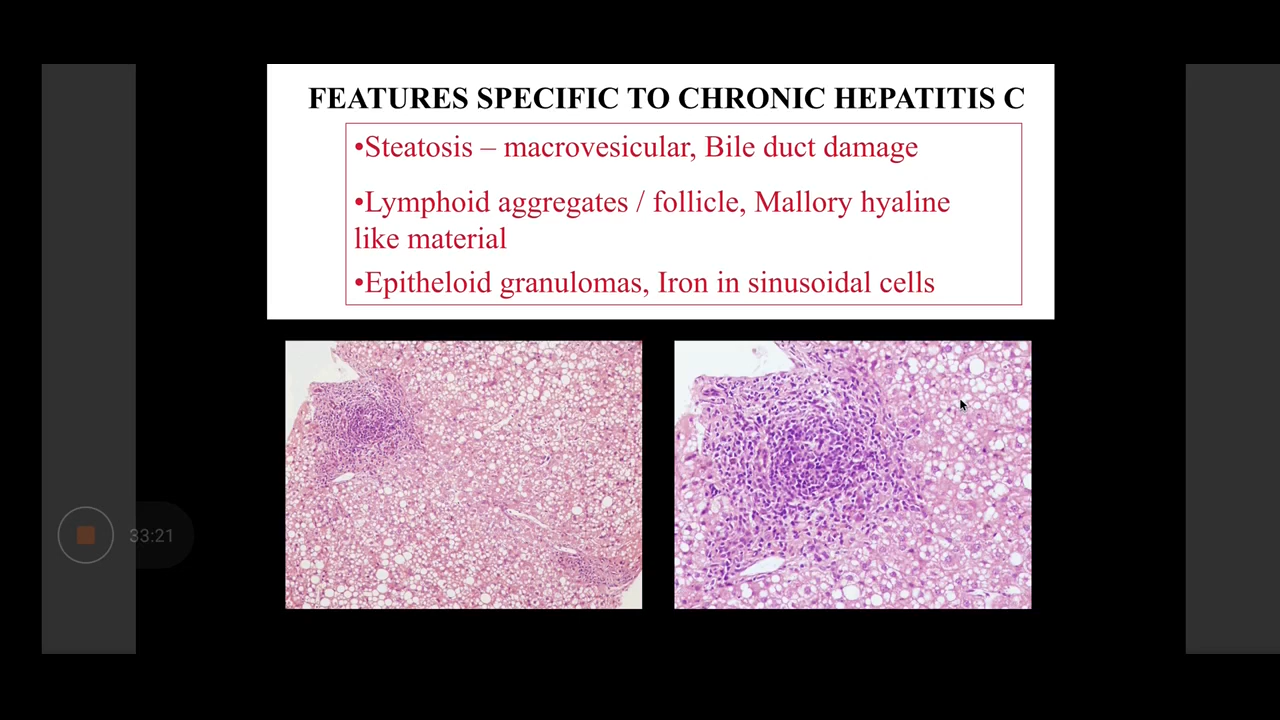 FEATURES SPECIFIC TO CHRONIC HEPATITIS C
•Steatosis – macrovesicular, Bile duct damage
•Lymphoid aggregates / follicle, Mallory hyaline
like material
•Epitheloid granulomas, Iron in sinusoidal cells
33:21